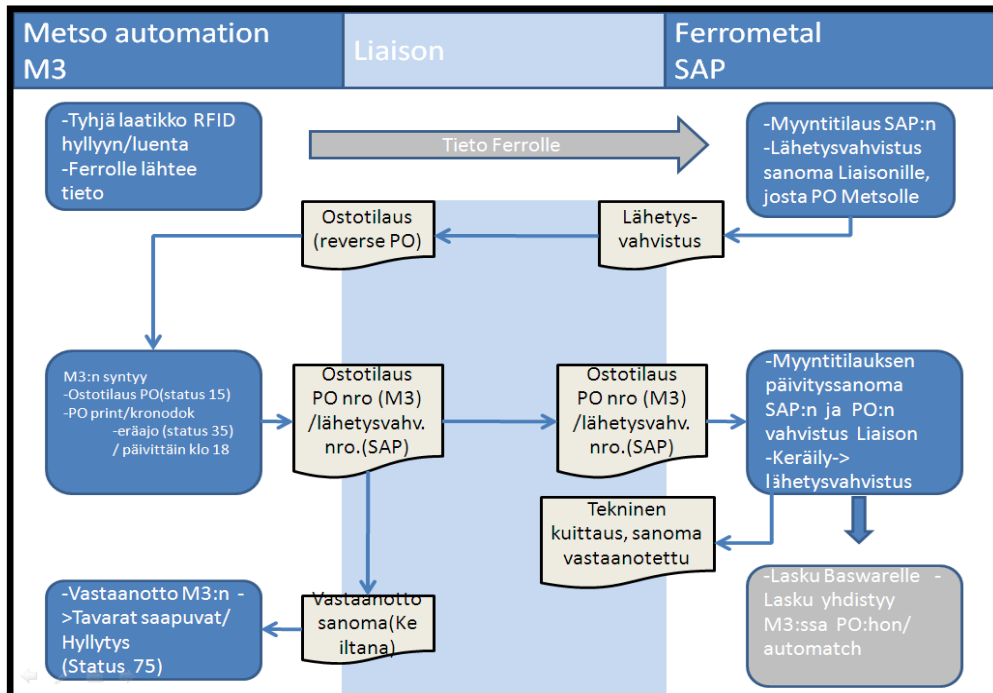 Metso automation
M3
Liaison
Ferrometal
SAP
-Tyhjä laatikko RFID
hyllyyn/luenta
-Ferrolle lähtee
tieto
Tieto Ferrolle
-Myyntitilaus SAP:n
-Lähetysvahvistus
sanoma Liaisonille,
josta PO Metsolle
Ostotilaus
(reverse PO)
Lähetys-
vahvistus
M3:n syntyy
-Ostotilaus PO(status 15)
-PO print/kronodok
-eräajo (status 35)
/ päivittäin klo 18
Ostotilaus
PO nro (M3)
/lähetysvahv.
nro.(SAP)
Ostotilaus
PO nro (M3)
/lähetysvahv.
nro.(SAP)
-Myyntitilauksen
päivityssanoma
SAP:n ja PO:n
vahvistus Liaison
-Keräily->
lähetysvahvistus
Tekninen
kuittaus, sanoma
vastaanotettu
-Vastaanotto M3:n -
>Tavarat saapuvat/
Hyllytys
(Status 75)
Vastaanotto
sanoma(Ke
iltana)
-Lasku Baswarelle -
Lasku yhdistyy
M3:ssa PO:hon/
automatch